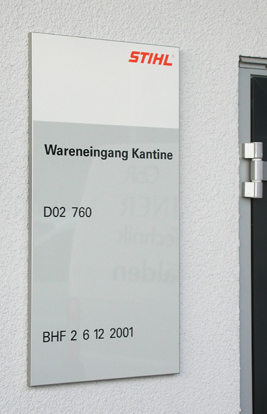 STIHL
Wareneingang Kantine
D02 760
BHF 2 6 12 2001